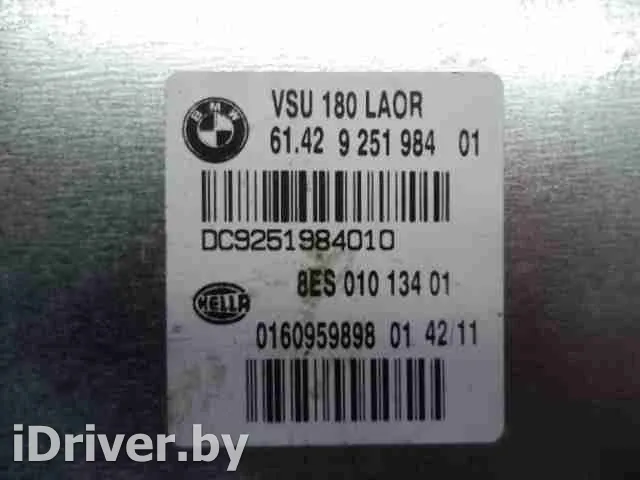 BMW
VSU 180 LAOR
61.42 9 251 984 01
DC9251984010
HELLA
8ES 010 134 01
0160959898 01 42/11
iDriver.by